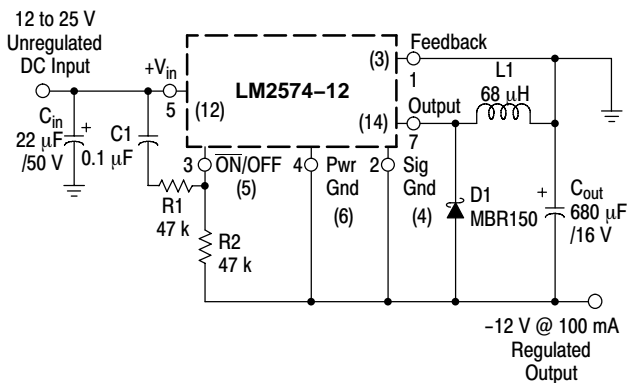 12 to 25 V
Unregulated
DC Input
+Vin
5
(12)
LM2574–12
(3)
Feedback
1
(14)
Output
7
L1
68 μH
Cin
22 μF
/50 V
+
C1
0.1 μF
3
ON/OFF
(5)
4
Pwr
Gnd
(6)
2
Sig
Gnd
(4)
R1
47 k
R2
47 k
D1
MBR150
+
Cout
680 μF
/16 V
–12 V @ 100 mA
Regulated
Output